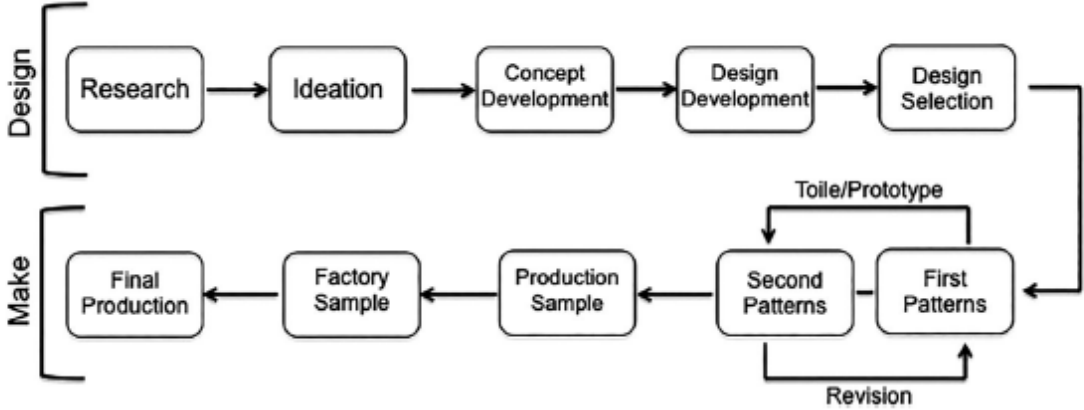 Design
Research
Ideation
Concept
Development
Design
Development
Design
Selection
Make
Toile/Prototype
Final
Production
Factory
Sample
Production
Sample
Second
Patterns
First
Patterns
Revision